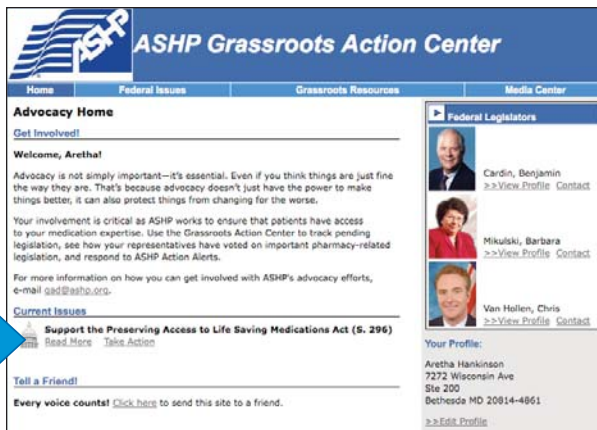 ASHP
ASHP Grassroots Action Center
Home Federal Issues Grassroots Resources Media Center
Advocacy Home
Get Involved!
Welcome, Aretha!
Advocacy is not simply important—it's essential. Even if you think things are just fine
the way they are. That's because advocacy doesn't just have the power to make
things better, it can also protect things from changing for the worse.
Your involvement is critical as ASHP works to ensure that patients have access
to your medication expertise. Use the Grassroots Action Center to track pending
legislation, see how your representatives have voted on important pharmacy-related
legislation, and respond to ASHP Action Alerts.
For more information on how you can get involved with ASHP's advocacy efforts,
e-mail gad@ashp.org.
Current Issues
Support the Preserving Access to Life Saving Medications Act (S. 296)
Read More Take Action
Tell a Friend!
Every voice counts! Click here to send this site to a friend.
Federal Legislators
Cardin, Benjamin
>>View Profile Contact
Mikulski, Barbara
>>View Profile Contact
Van Hollen, Chris
>>View Profile Contact
Your Profile:
Aretha Hankinson
7272 Wisconsin Ave
Ste 200
Bethesda MD 20814-4861
>>Edit Profile